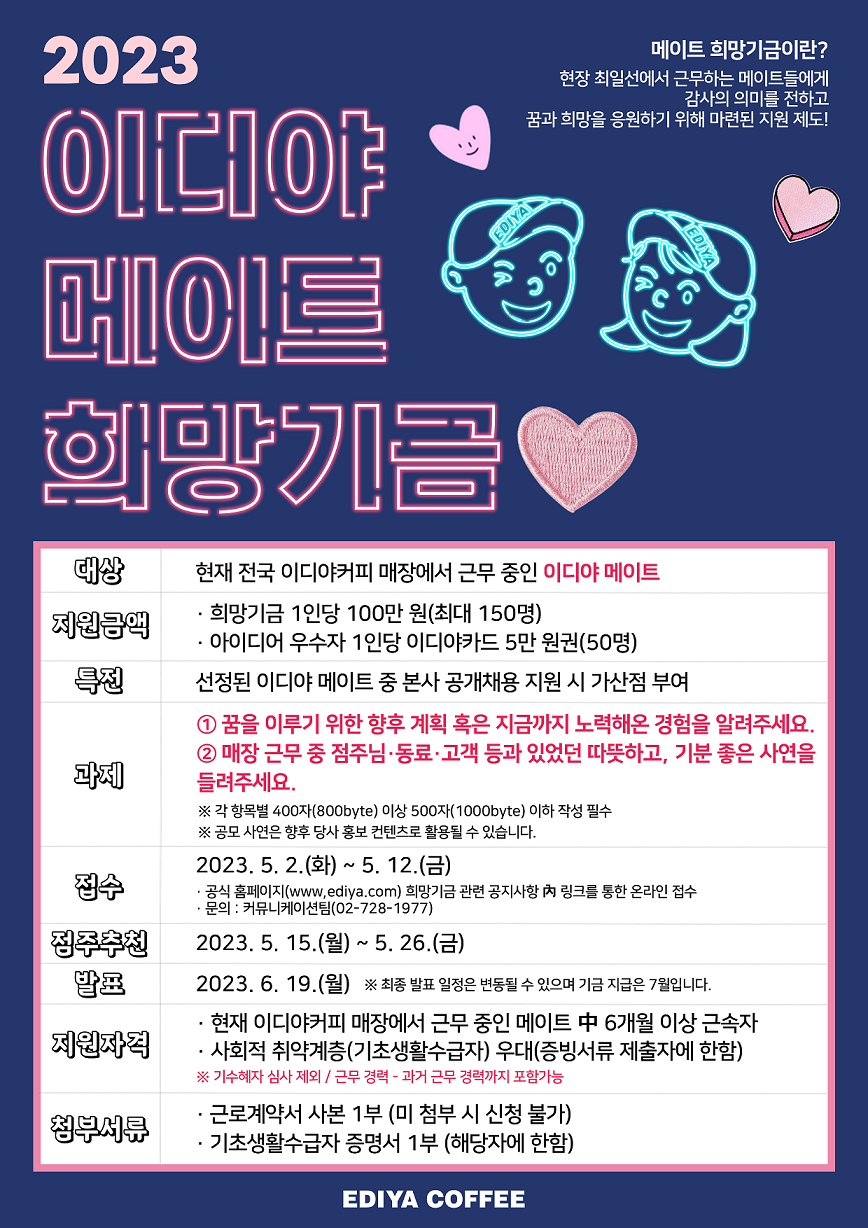 2023
이디야
메이트
희망기금
메이트 희망기금이란?
현장 최일선에서 근무하는 메이트들에게
감사의 의미를 전하고
꿈과 희망을 응원하기 위해 마련된 지원 제도!
EDIYA
EDIYA
대상
현재 전국 이디야커피 매장에서 근무 중인 이디야 메이트
지원금액
· 희망기금 1인당 100만 원(최대 150명)
· 아이디어 우수자 1인당 이디야카드 5만 원권(50명)
특전
선정된 이디야 메이트 중 본사 공개채용 지원 시 가산점 부여
과제
① 꿈을 이루기 위한 향후 계획 혹은 지금까지 노력해온 경험을 알려주세요.
② 매장 근무 중 점주님·동료·고객 등과 있었던 따뜻하고, 기분 좋은 사연을
들려주세요.
※ 각 항목별 400자(800byte) 이상 500자(1000byte) 이하 작성 필수
※ 공모 사연은 향후 당사 홍보 컨텐츠로 활용될 수 있습니다.
접수
2023. 5. 2.(화) ~ 5. 12.(금)
· 공식 홈페이지(www.ediya.com) 희망기금 관련 공지사항 內 링크를 통한 온라인 접수
· 문의 : 커뮤니케이션팀(02-728-1977)
점주추천
2023. 5. 15.(월) ~ 5. 26.(금)
발표
2023. 6. 19.(월) ※ 최종 발표 일정은 변동될 수 있으며 기금 지급은 7월입니다.
지원자격
· 현재 이디야커피 매장에서 근무 중인 메이트 中 6개월 이상 근속자
· 사회적 취약계층(기초생활수급자) 우대(증빙서류 제출자에 한함)
※ 기수혜자 심사 제외 / 근무 경력 - 과거 근무 경력까지 포함가능
첨부서류
· 근로계약서 사본 1부 (미 첨부 시 신청 불가)
· 기초생활수급자 증명서 1부 (해당자에 한함)
EDIYA COFFEE